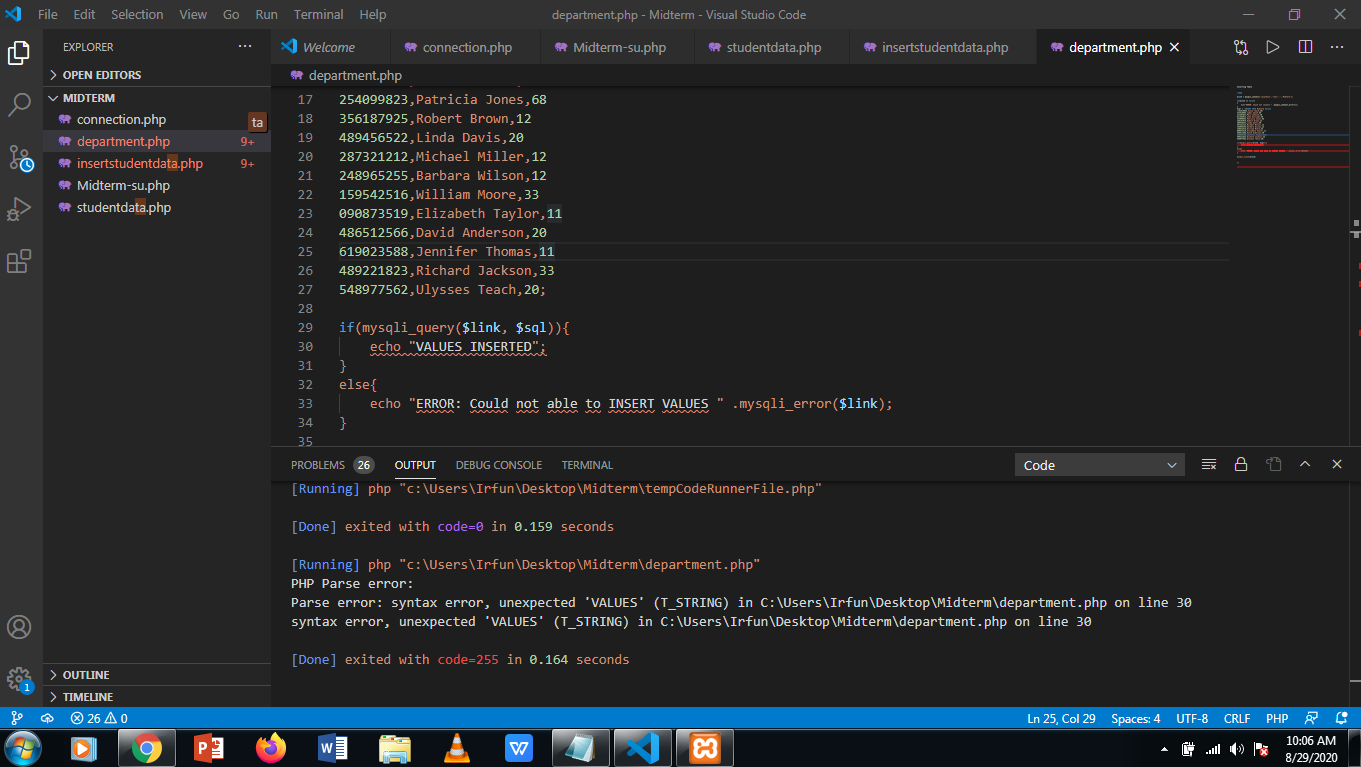 File Edit Selection View Go Run Terminal Help department.php - Midterm - Visual Studio Code
EXPLORER ···
Welcome connection.php Midterm-su.php studentdata.php insertstudentdata.php department.php
OPEN EDITORS
department.php
MIDTERM
connection.php
ta
department.php 9+
insertstudentdata.php 9+
Midterm-su.php
studentdata.php
17 254099823,Patricia Jones,68
18 356187925,Robert Brown,12
19 489456522,Linda Davis,20
20 287321212,Michael Miller,12
21 248965255,Barbara Wilson,12
22 159542516,William Moore,33
23 090873519,Elizabeth Taylor,11
24 486512566,David Anderson,20
25 619023588,Jennifer Thomas,11
26 489221823,Richard Jackson,33
27 548977562,Ulysses Teach,20;
28
29 if(mysqli_query($link, $sql)){
30 echo "VALUES INSERTED";
31 }
32 else{
33 echo "ERROR: Could not able to INSERT VALUES " .mysqli_error($link);
34 }
35
PROBLEMS 26 OUTPUT DEBUG CONSOLE TERMINAL Code
[Running] php "c:\Users\Irfun\Desktop\Midterm\tempCodeRunnerFile.php"
[Done] exited with code=0 in 0.159 seconds
[Running] php "c:\Users\Irfun\Desktop\Midterm\department.php"
PHP Parse error:
Parse error: syntax error, unexpected 'VALUES' (T_STRING) in C:\Users\Irfun\Desktop\Midterm\department.php on line 30
syntax error, unexpected 'VALUES' (T_STRING) in C:\Users\Irfun\Desktop\Midterm\department.php on line 30
[Done] exited with code=255 in 0.164 seconds
OUTLINE
TIMELINE
1
26 0 Ln 25, Col 29 Spaces: 4 UTF-8 CRLF PHP
10:06 AM
8/29/2020